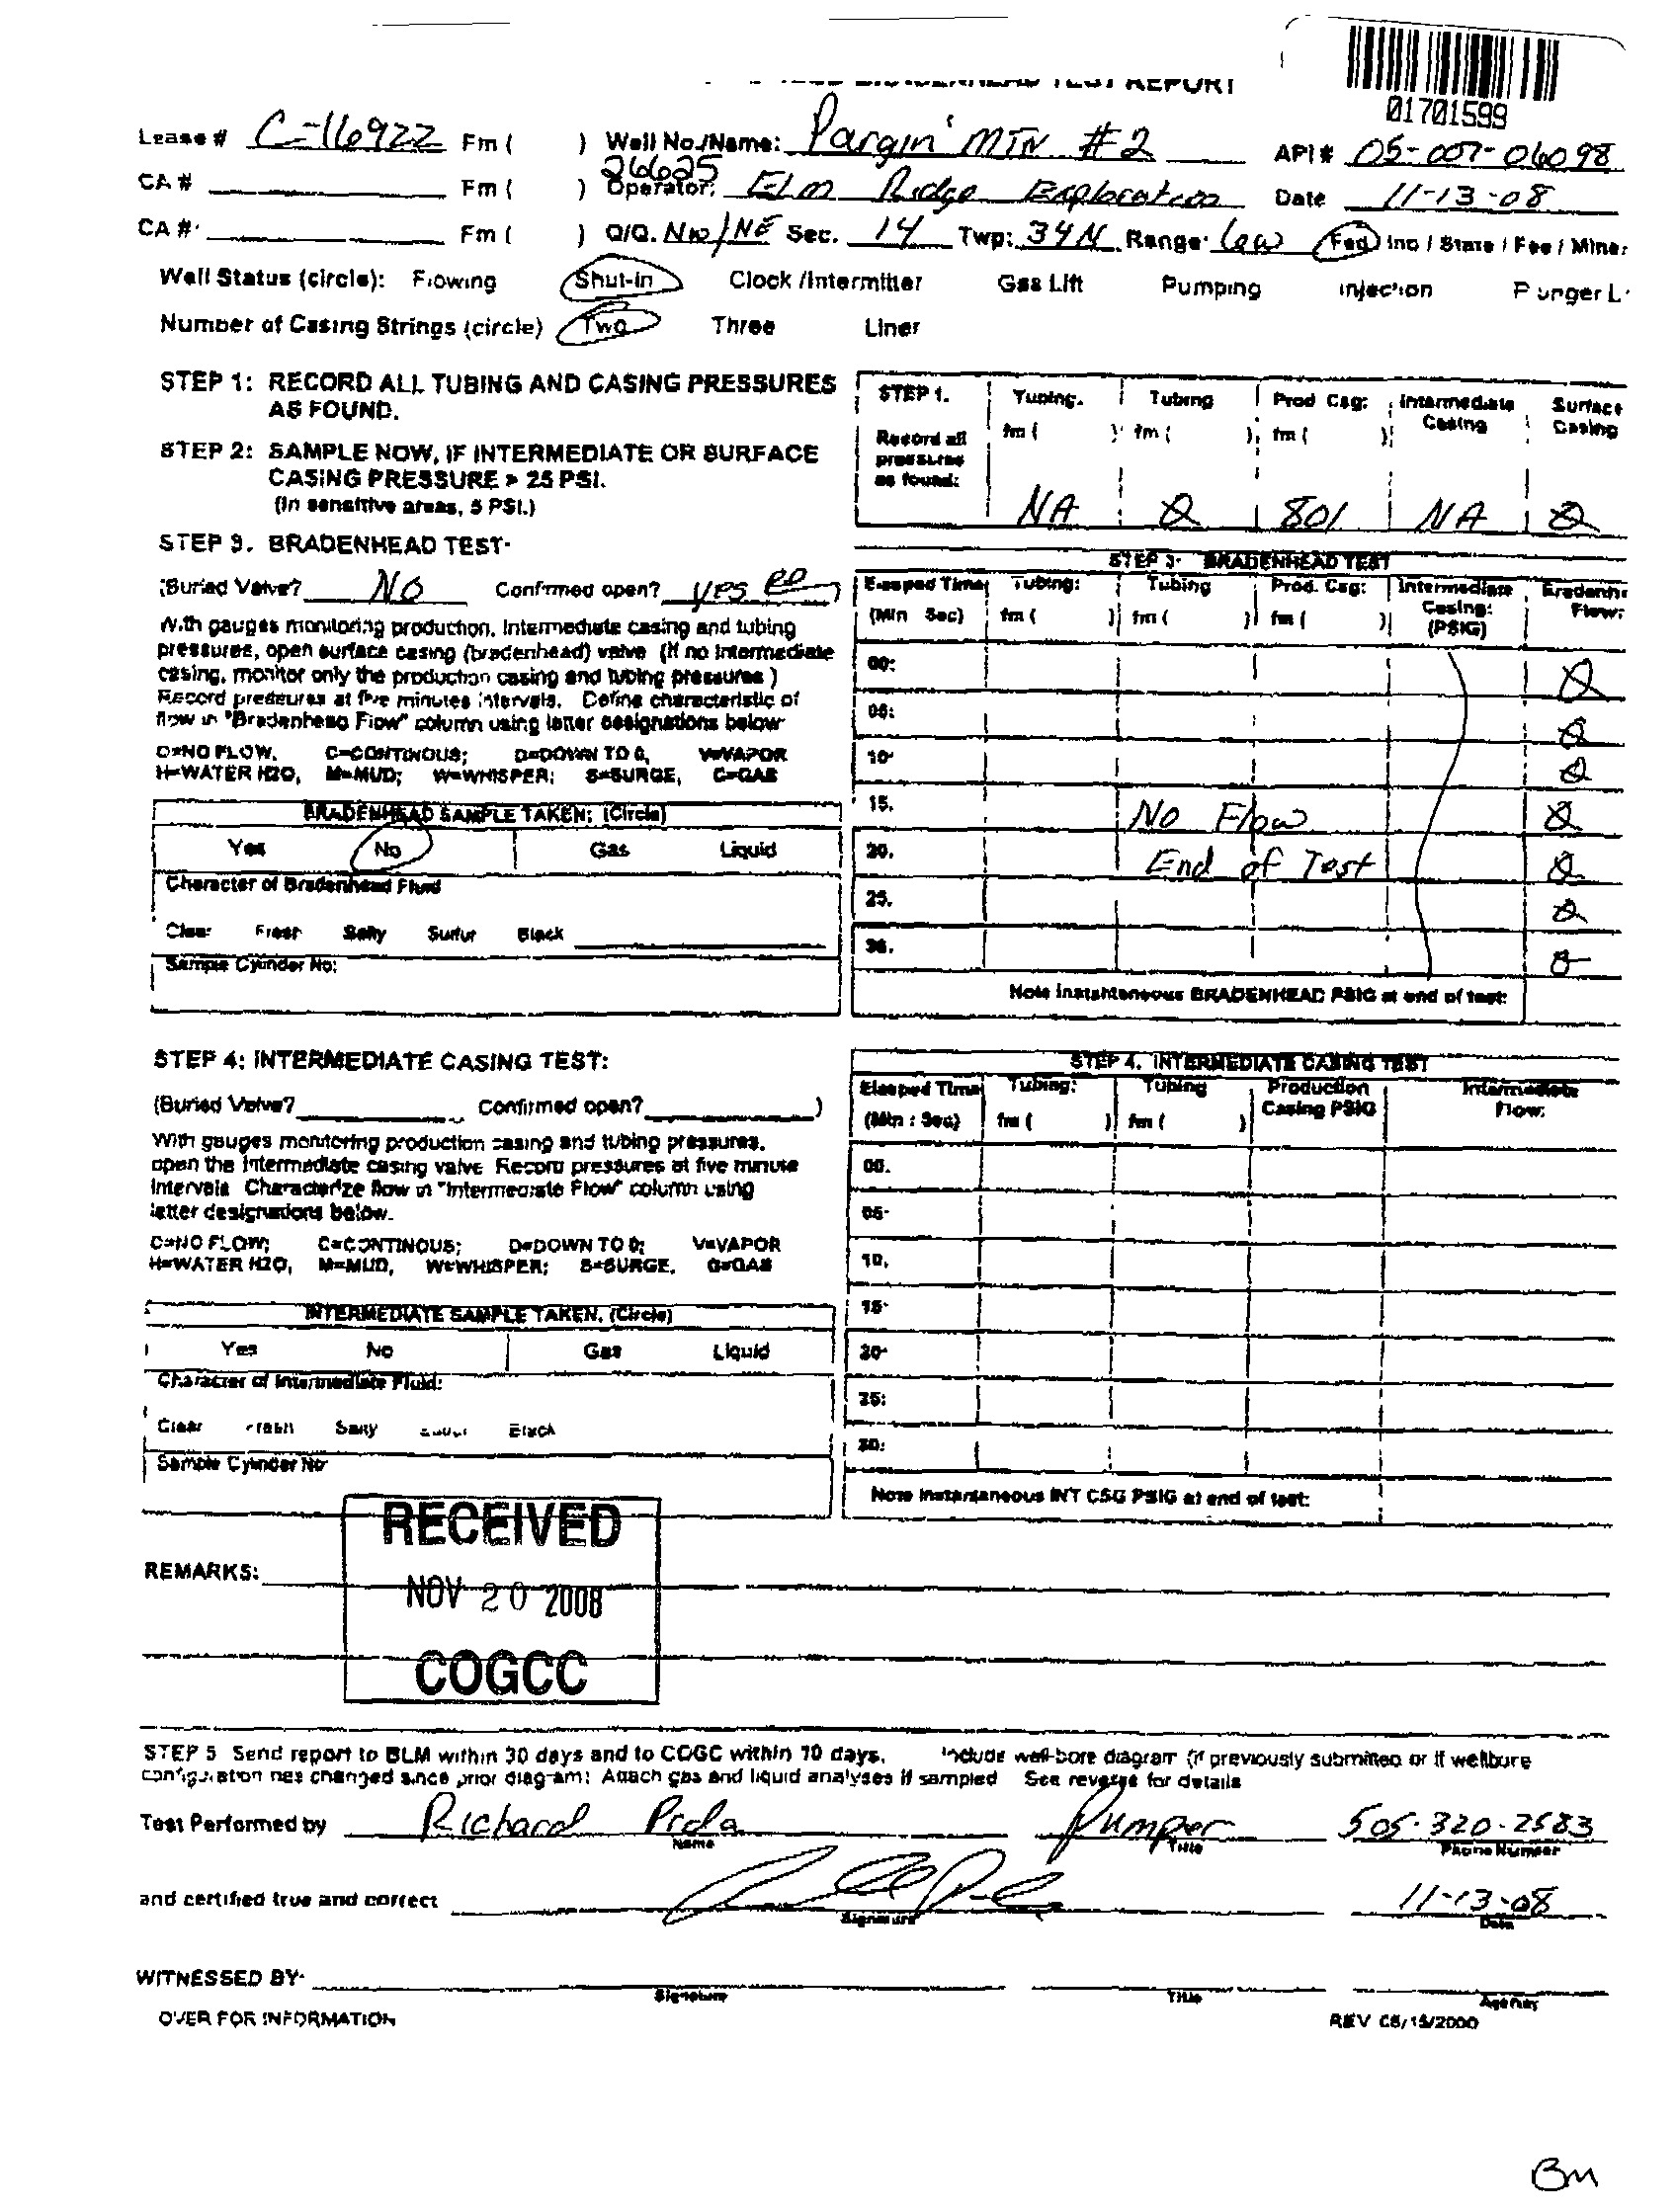 TEST REPORT
01701599
Lease # C-16922 Fm ( ) Well No./Name: Pargin MTN #2 API# 05-007-06098
26625
CA # Fm ( ) Operator: Elm Ridge Exploration Date 11-13-08
CA #: Fm ( ) Q/Q. NW/NE Sec. 14 Twp: 34N Range: 6W Fed / Ind / State / Fee / Miner
Well Status (circle): Flowing Shut-in Clock /Intermitter Gas Lift Pumping Injection Plunger L
Number of Casing Strings (circle) Two Three Liner
STEP 1: RECORD ALL TUBING AND CASING PRESSURES
AS FOUND.
STEP 2: SAMPLE NOW, IF INTERMEDIATE OR SURFACE
CASING PRESSURE > 25 PSI.
(In sensitive areas, 5 PSI.)
STEP 1. Tubing. Tubing Prod Csg: Intermediate Surface
Casing Casing
Record all fm ( ) fm ( ) fm ( )
pressures
as found:
NA 0 801 NA 0
STEP 3. BRADENHEAD TEST-
(Buried Valve? NO Confirmed open? yes RP )
With gauges monitoring production, Intermediate casing and tubing
pressures, open surface casing (bradenhead) valve (If no intermediate
casing, monitor only the production casing and tubing pressures )
Record pressures at five minutes intervals. Define characteristic of
flow in "Bradenhead Flow" column using letter designations below
O=NO FLOW, C=CONTINOUS; D=DOWN TO 0, V=VAPOR
H=WATER H2O, M=MUD; W=WHISPER; S=SURGE, G=GAS
BRADENHEAD SAMPLE TAKEN: (Circle)
Yes No Gas Liquid
Character of Bradenhead Fluid
Clear Fresh Salty Sulfur Black
Sample Cylinder No:
STEP 3- BRADENHEAD TEST
Elapsed Time Tubing: Tubing Prod. Csg: Intermediate Bradenhe
Casing: Flow:
(Min Sec) fm ( ) fm ( ) fm ( ) (PSIG)
00: 0
05: 0
10- 0
15. No Flow 0
20. End of Test 0
25. 0
30. 0
Note instantaneous BRADENHEAD PSIG at end of test:
STEP 4: INTERMEDIATE CASING TEST:
(Buried Valve? Confirmed open? )
With gauges monitoring production casing and tubing pressures,
open the intermediate casing valve Record pressures at five minute
intervals Characterize flow in "Intermediate Flow" column using
letter designations below.
O=NO FLOW; C=CONTINOUS; D=DOWN TO 0; V=VAPOR
H=WATER H2O, M=MUD, W=WHISPER; S=SURGE, G=GAS
INTERMEDIATE SAMPLE TAKEN. (Circle)
Yes No Gas Liquid
Character of Intermediate Fluid:
Clear Fresh Salty Black
Sample Cylinder No
STEP 4. INTERMEDIATE CASING TEST
Elapsed Time Tubing: Tubing Production Intermediate
(Min : Sec) fm ( ) fm ( ) Casing PSIG Flow:
00.
05-
10,
15-
20-
25:
30:
Note instantaneous INT CSG PSIG at end of test:
RECEIVED
NOV 20 2008
COGCC
REMARKS:
STEP 5 Send report to BLM within 30 days and to COGC within 10 days. Include well-bore diagram (if previously submitted or if wellbore
configuration has changed since prior diagram) Attach gas and liquid analyses if sampled See reverse for details
Test Performed by Richard Pumper 505-320-2583
Name Title Phone Number
and certified true and correct 11-13-08
Signature Date
WITNESSED BY-
Signature Title Agency
OVER FOR INFORMATION REV 05/15/2000
BM